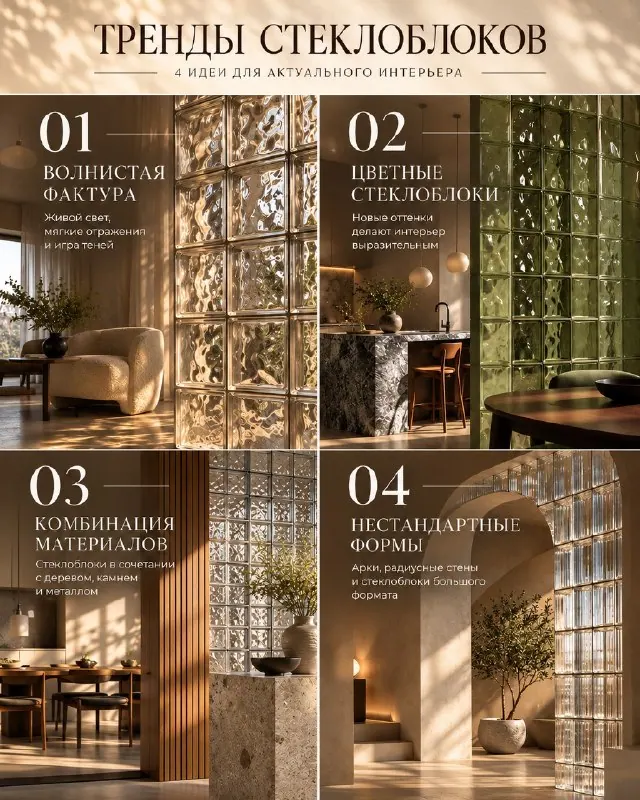 ТРЕНДЫ СТЕКЛОБЛОКОВ
4 ИДЕИ ДЛЯ АКТУАЛЬНОГО ИНТЕРЬЕРА
01
ВОЛНИСТАЯ
ФАКТУРА
Живой свет,
мягкие отражения
и игра теней
02
ЦВЕТНЫЕ
СТЕКЛОБЛОКИ
Новые оттенки
делают интерьер
выразительным
03
КОМБИНАЦИЯ
МАТЕРИАЛОВ
Стеклоблоки в сочетании
с деревом, камнем
и металлом
04
НЕСТАНДАРТНЫЕ
ФОРМЫ
Арки, радиусные стены
и стеклоблоки большого
формата